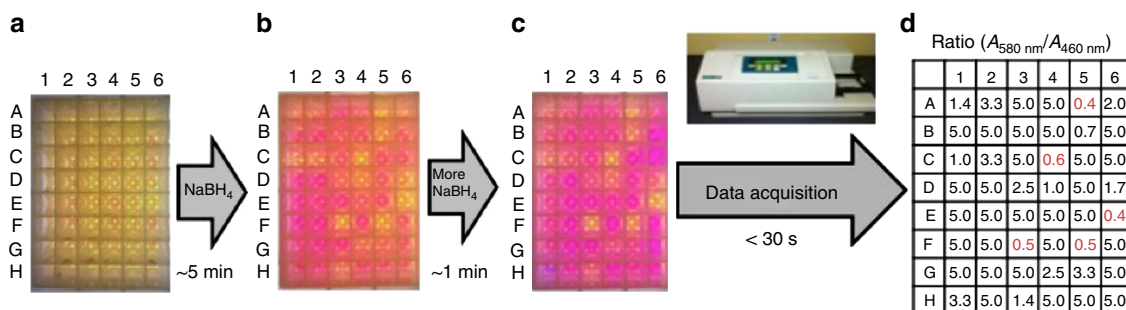 a
1 2 3 4 5 6
A
B
C
D
E
F
G
H
NaBH4
~5 min
b
1 2 3 4 5 6
A
B
C
D
E
F
G
H
More
NaBH4
~1 min
c
1 2 3 4 5 6
A
B
C
D
E
F
G
H
Data acquisition
< 30 s
d
Ratio (A580 nm/A460 nm)
1 2 3 4 5 6
A 1.4 3.3 5.0 5.0 0.4 2.0
B 5.0 5.0 5.0 5.0 0.7 5.0
C 1.0 3.3 5.0 0.6 5.0 5.0
D 5.0 5.0 2.5 1.0 5.0 1.7
E 5.0 5.0 5.0 5.0 5.0 0.4
F 5.0 5.0 0.5 5.0 0.5 5.0
G 5.0 5.0 5.0 2.5 3.3 5.0
H 3.3 5.0 1.4 5.0 5.0 5.0